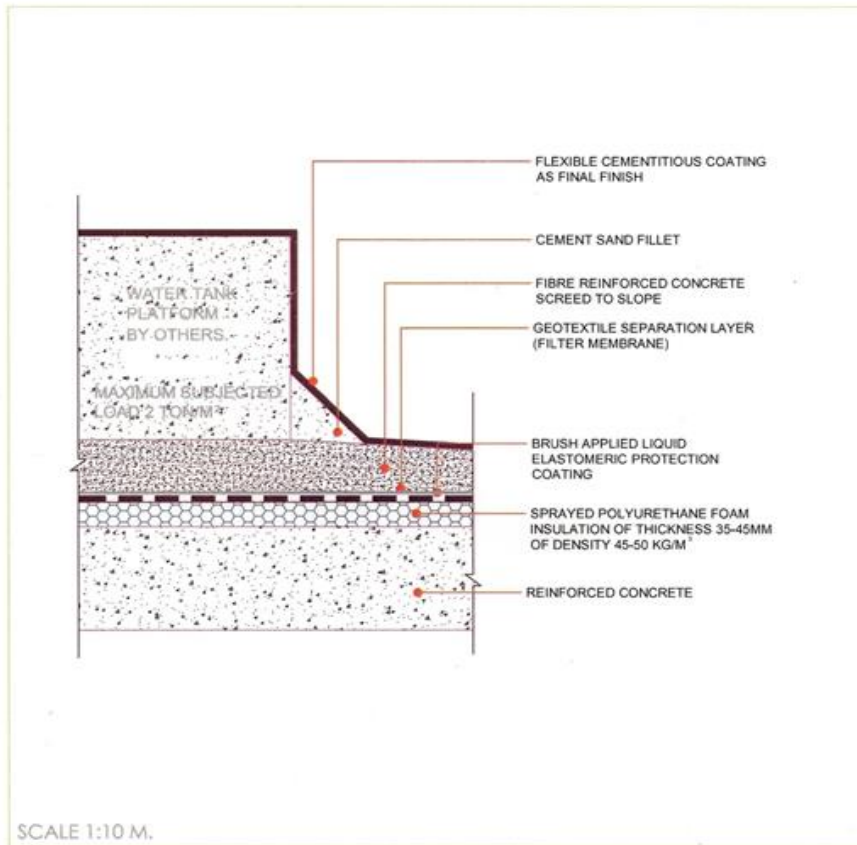 FLEXIBLE CEMENTITIOUS COATING
AS FINAL FINISH
CEMENT SAND FILLET
FIBRE REINFORCED CONCRETE
SCREED TO SLOPE
GEOTEXTILE SEPARATION LAYER
(FILTER MEMBRANE)
WATER TANK
PLATFORM
BY OTHERS.
MAXIMUM SUBJECTED
LOAD 2 TON/M²
BRUSH APPLIED LIQUID
ELASTOMERIC PROTECTION
COATING
SPRAYED POLYURETHANE FOAM
INSULATION OF THICKNESS 35-45MM
OF DENSITY 45-50 KG/M³
REINFORCED CONCRETE
SCALE 1:10 M.